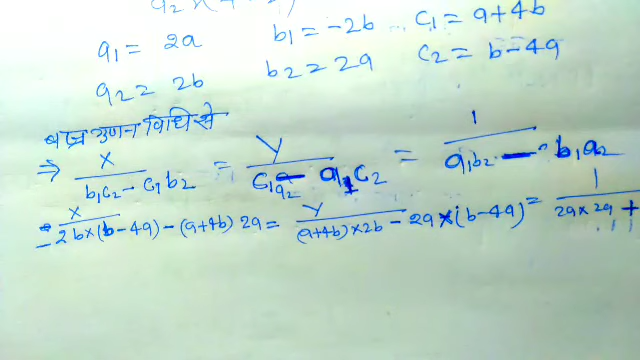 a₁ = 2a b₁ = -2b c₁ = a+4b
a₂ = 2b b₂ = 2a c₂ = b-4a
बज्र गुणन विधि से
⇒ x/(b₁c₂ - c₁b₂) = y/(c₁a₂ - a₁c₂) = 1/(a₁b₂ - b₁a₂)
= x/(2b×(b-4a) - (a+4b) 2a = y/((a+4b)×2b - 2a×(b-4a) = 1/(2a×2a +